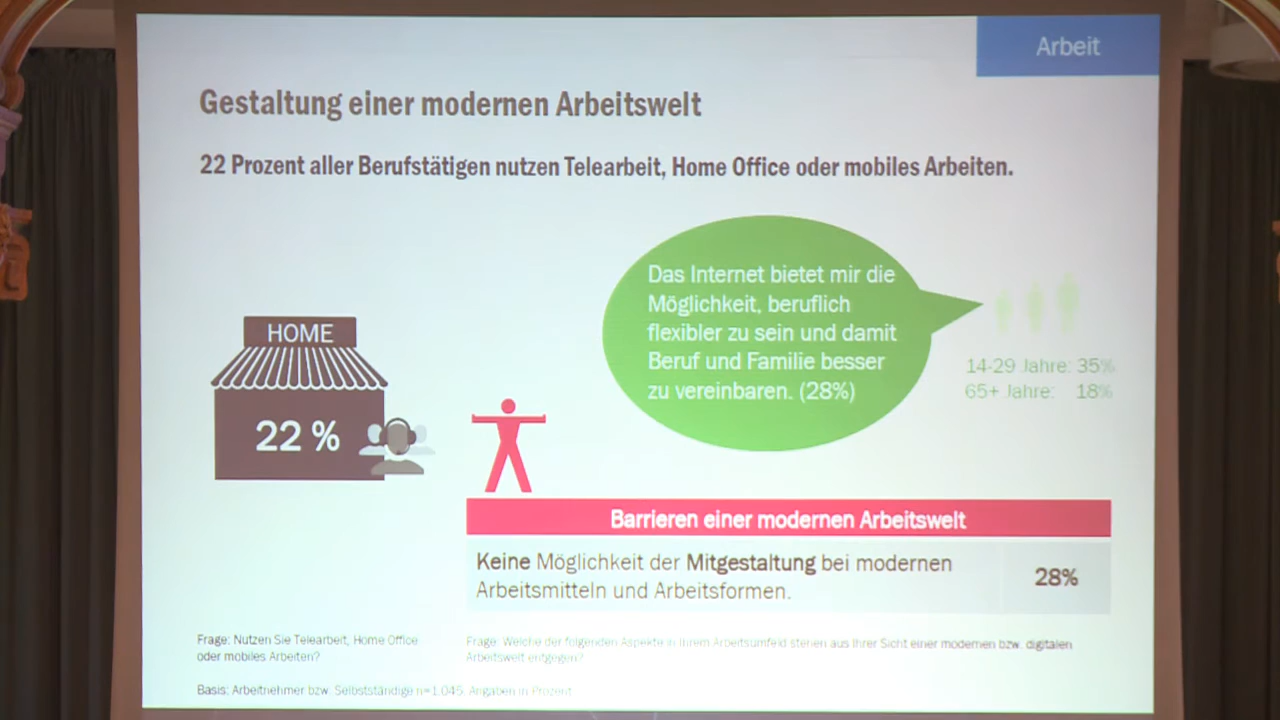 Arbeit
Gestaltung einer modernen Arbeitswelt
22 Prozent aller Berufstätigen nutzen Telearbeit, Home Office oder mobiles Arbeiten.
Das Internet bietet mir die
Möglichkeit, beruflich
flexibler zu sein und damit
Beruf und Familie besser
zu vereinbaren. (28%)
14-29 Jahre: 35%
65+ Jahre: 18%
HOME
22 %
Barrieren einer modernen Arbeitswelt
Keine Möglichkeit der Mitgestaltung bei modernen
Arbeitsmitteln und Arbeitsformen.
28%
Frage: Nutzen Sie Telearbeit, Home Office
oder mobiles Arbeiten?
Frage: Welche der folgenden Aspekte in Ihrem Arbeitsumfeld stehen aus Ihrer Sicht einer modernen bzw. digitalen
Arbeitswelt entgegen?
Basis: Arbeitnehmer bzw. Selbstständige n=1.045. Angaben in Prozent